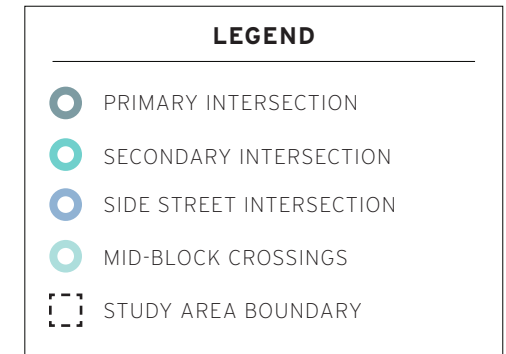 LEGEND
PRIMARY INTERSECTION
SECONDARY INTERSECTION
SIDE STREET INTERSECTION
MID-BLOCK CROSSINGS
STUDY AREA BOUNDARY